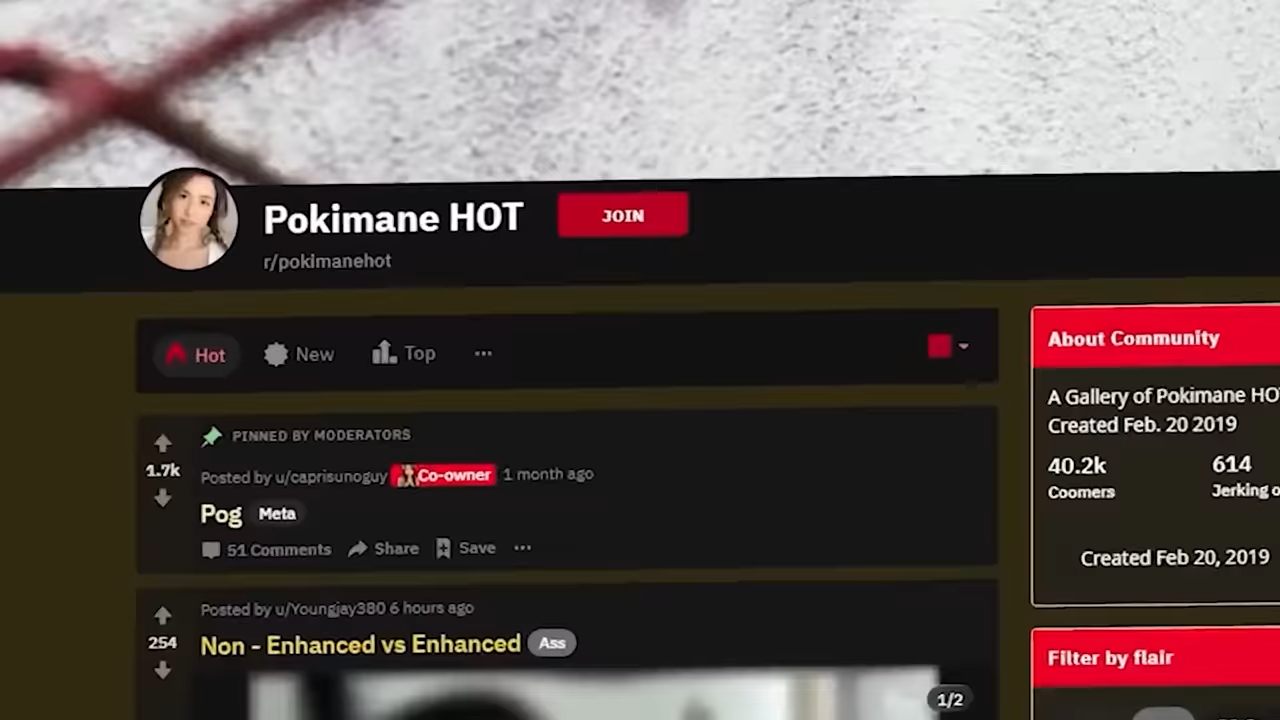 Pokimane HOT
JOIN
r/pokimanehot
Hot
New
Top
PINNED BY MODERATORS
1.7k
Posted by u/caprisunoguy Co-owner 1 month ago
Pog Meta
51 Comments Share Save
Posted by u/Youngjay380 6 hours ago
254
Non - Enhanced vs Enhanced Ass
1/2
About Community
A Gallery of Pokimane HO
Created Feb. 20 2019
40.2k 614
Coomers Jerking o
Created Feb 20, 2019
Filter by flair